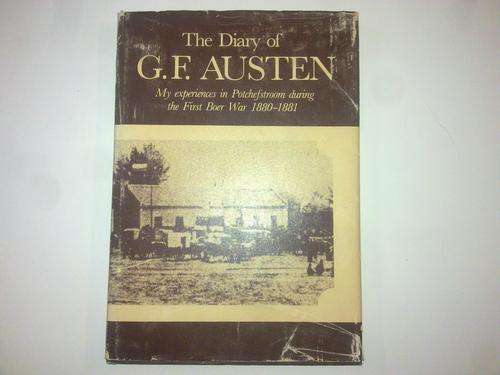 The Diary of
G.F. AUSTEN
My experiences in Potchefstroom during
the First Boer War 1880–1881